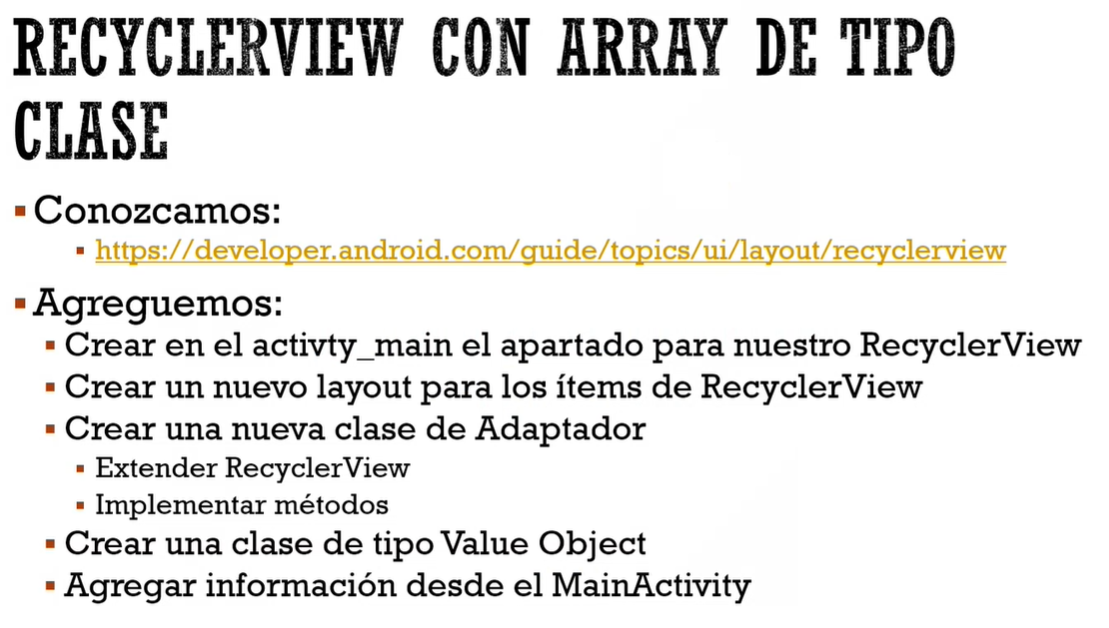 RECYCLERVIEW CON ARRAY DE TIPO
CLASE
Conozcamos:
https://developer.android.com/guide/topics/ui/layout/recyclerview
Agreguemos:
Crear en el activty_main el apartado para nuestro RecyclerView
Crear un nuevo layout para los ítems de RecyclerView
Crear una nueva clase de Adaptador
Extender RecyclerView
Implementar métodos
Crear una clase de tipo Value Object
Agregar información desde el MainActivity